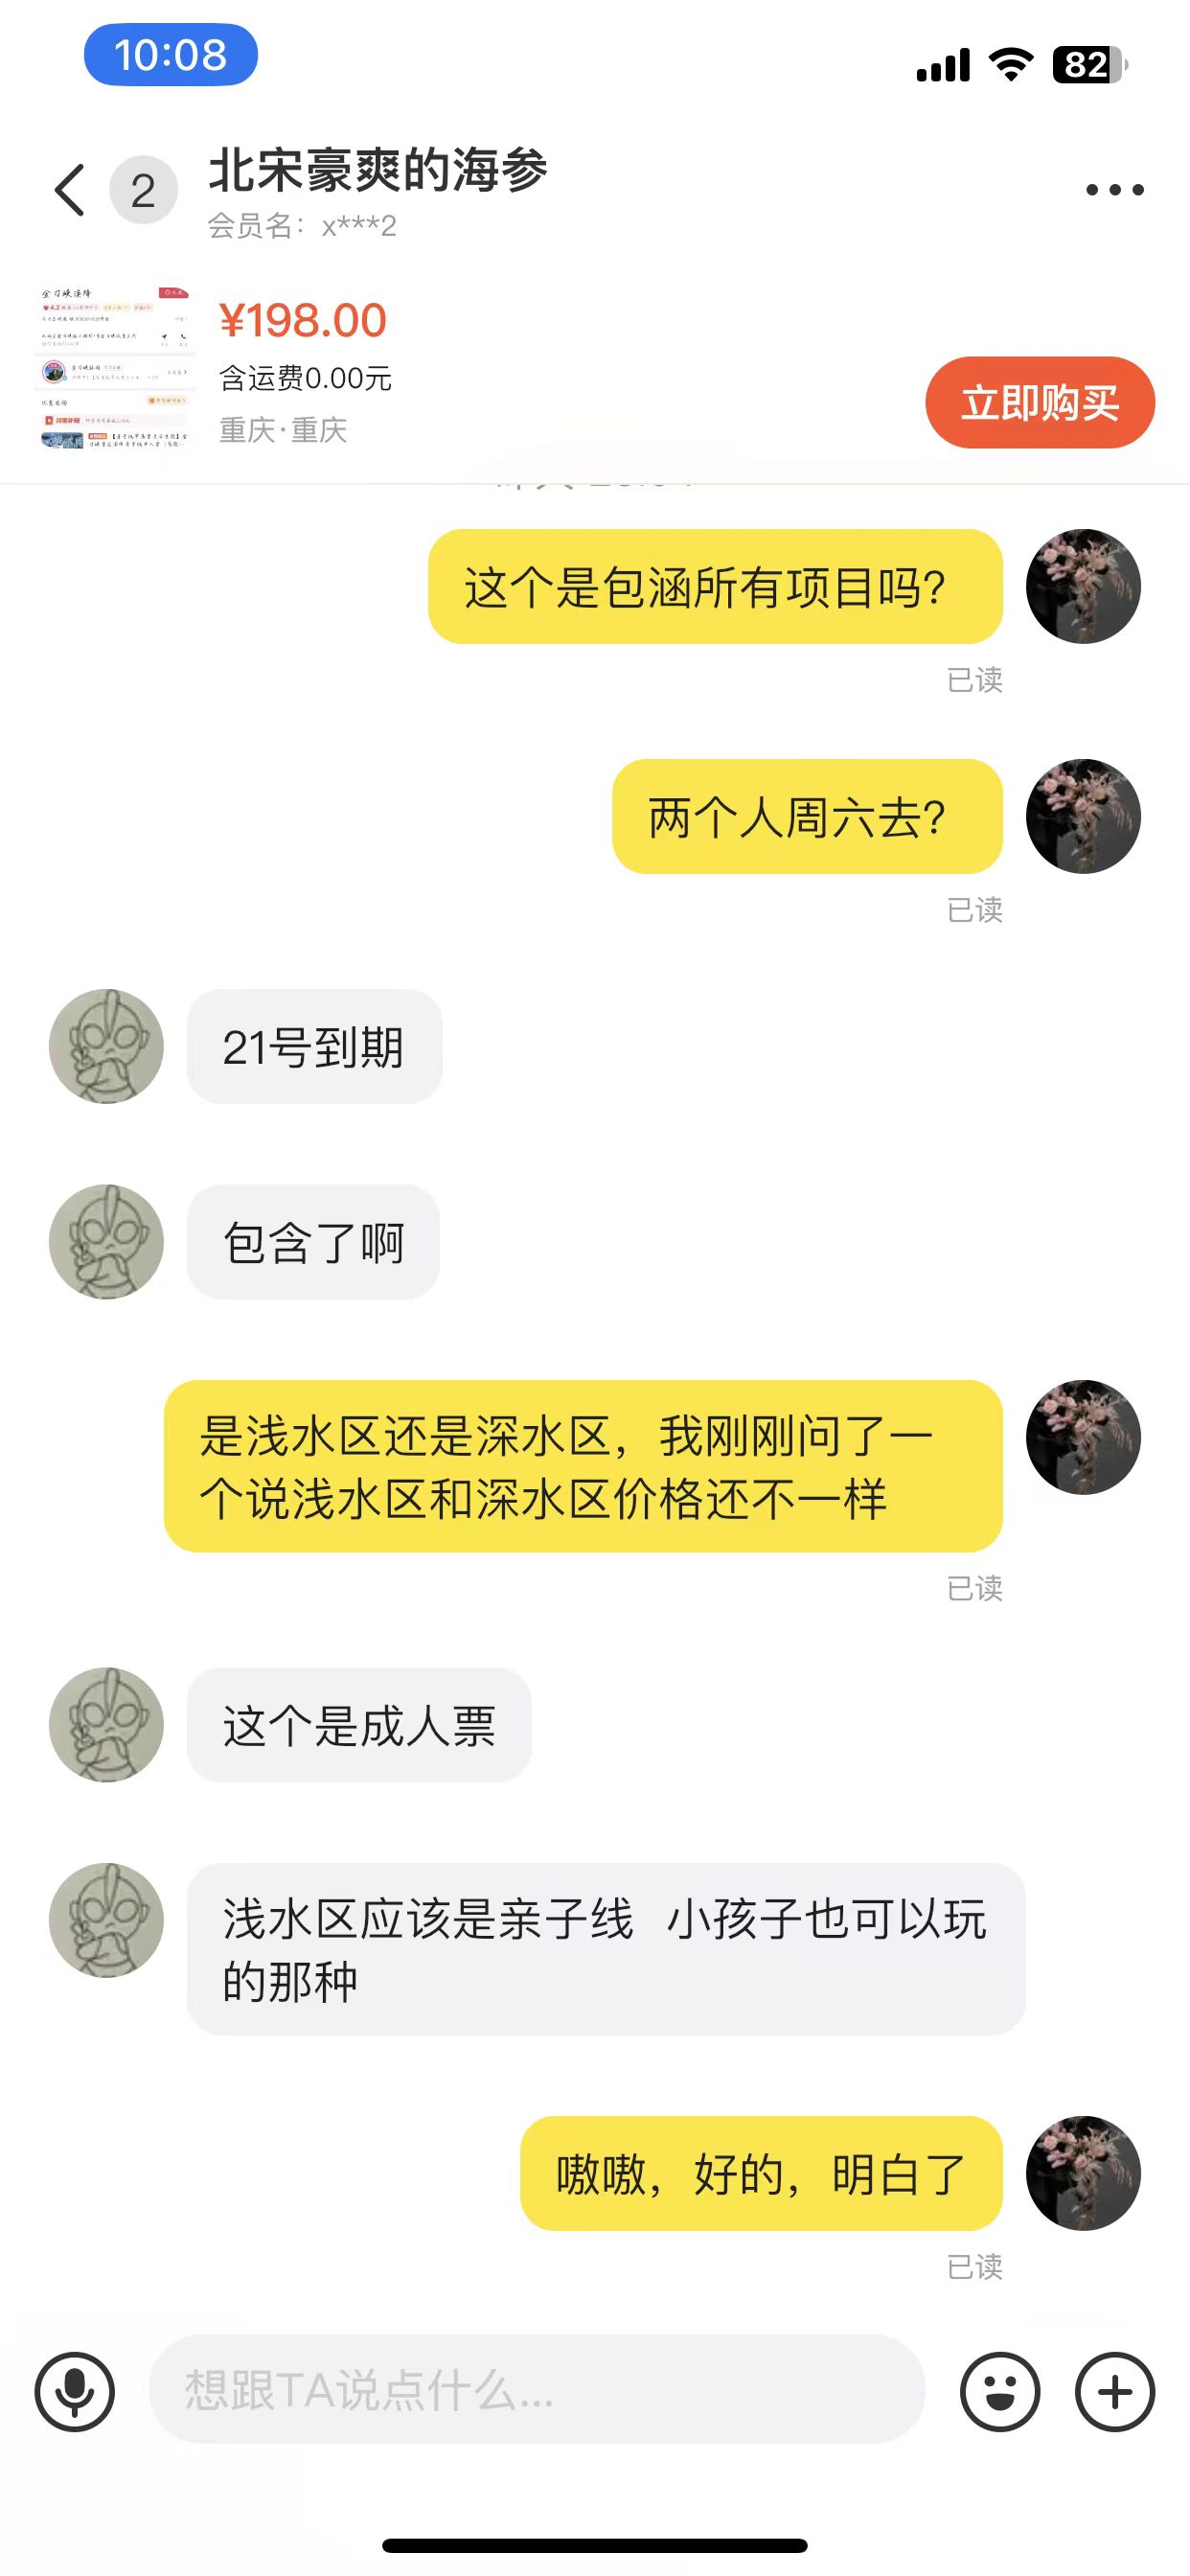 10:08
82
2
北宋豪爽的海参
会员名：x***2
¥198.00
含运费0.00元
重庆·重庆
立即购买
这个是包涵所有项目吗？
已读
两个人周六去？
已读
21号到期
包含了啊
是浅水区还是深水区，我刚刚问了一
个说浅水区和深水区价格还不一样
已读
这个是成人票
浅水区应该是亲子线 小孩子也可以玩
的那种
嗷嗷，好的，明白了
已读
想跟TA说点什么...